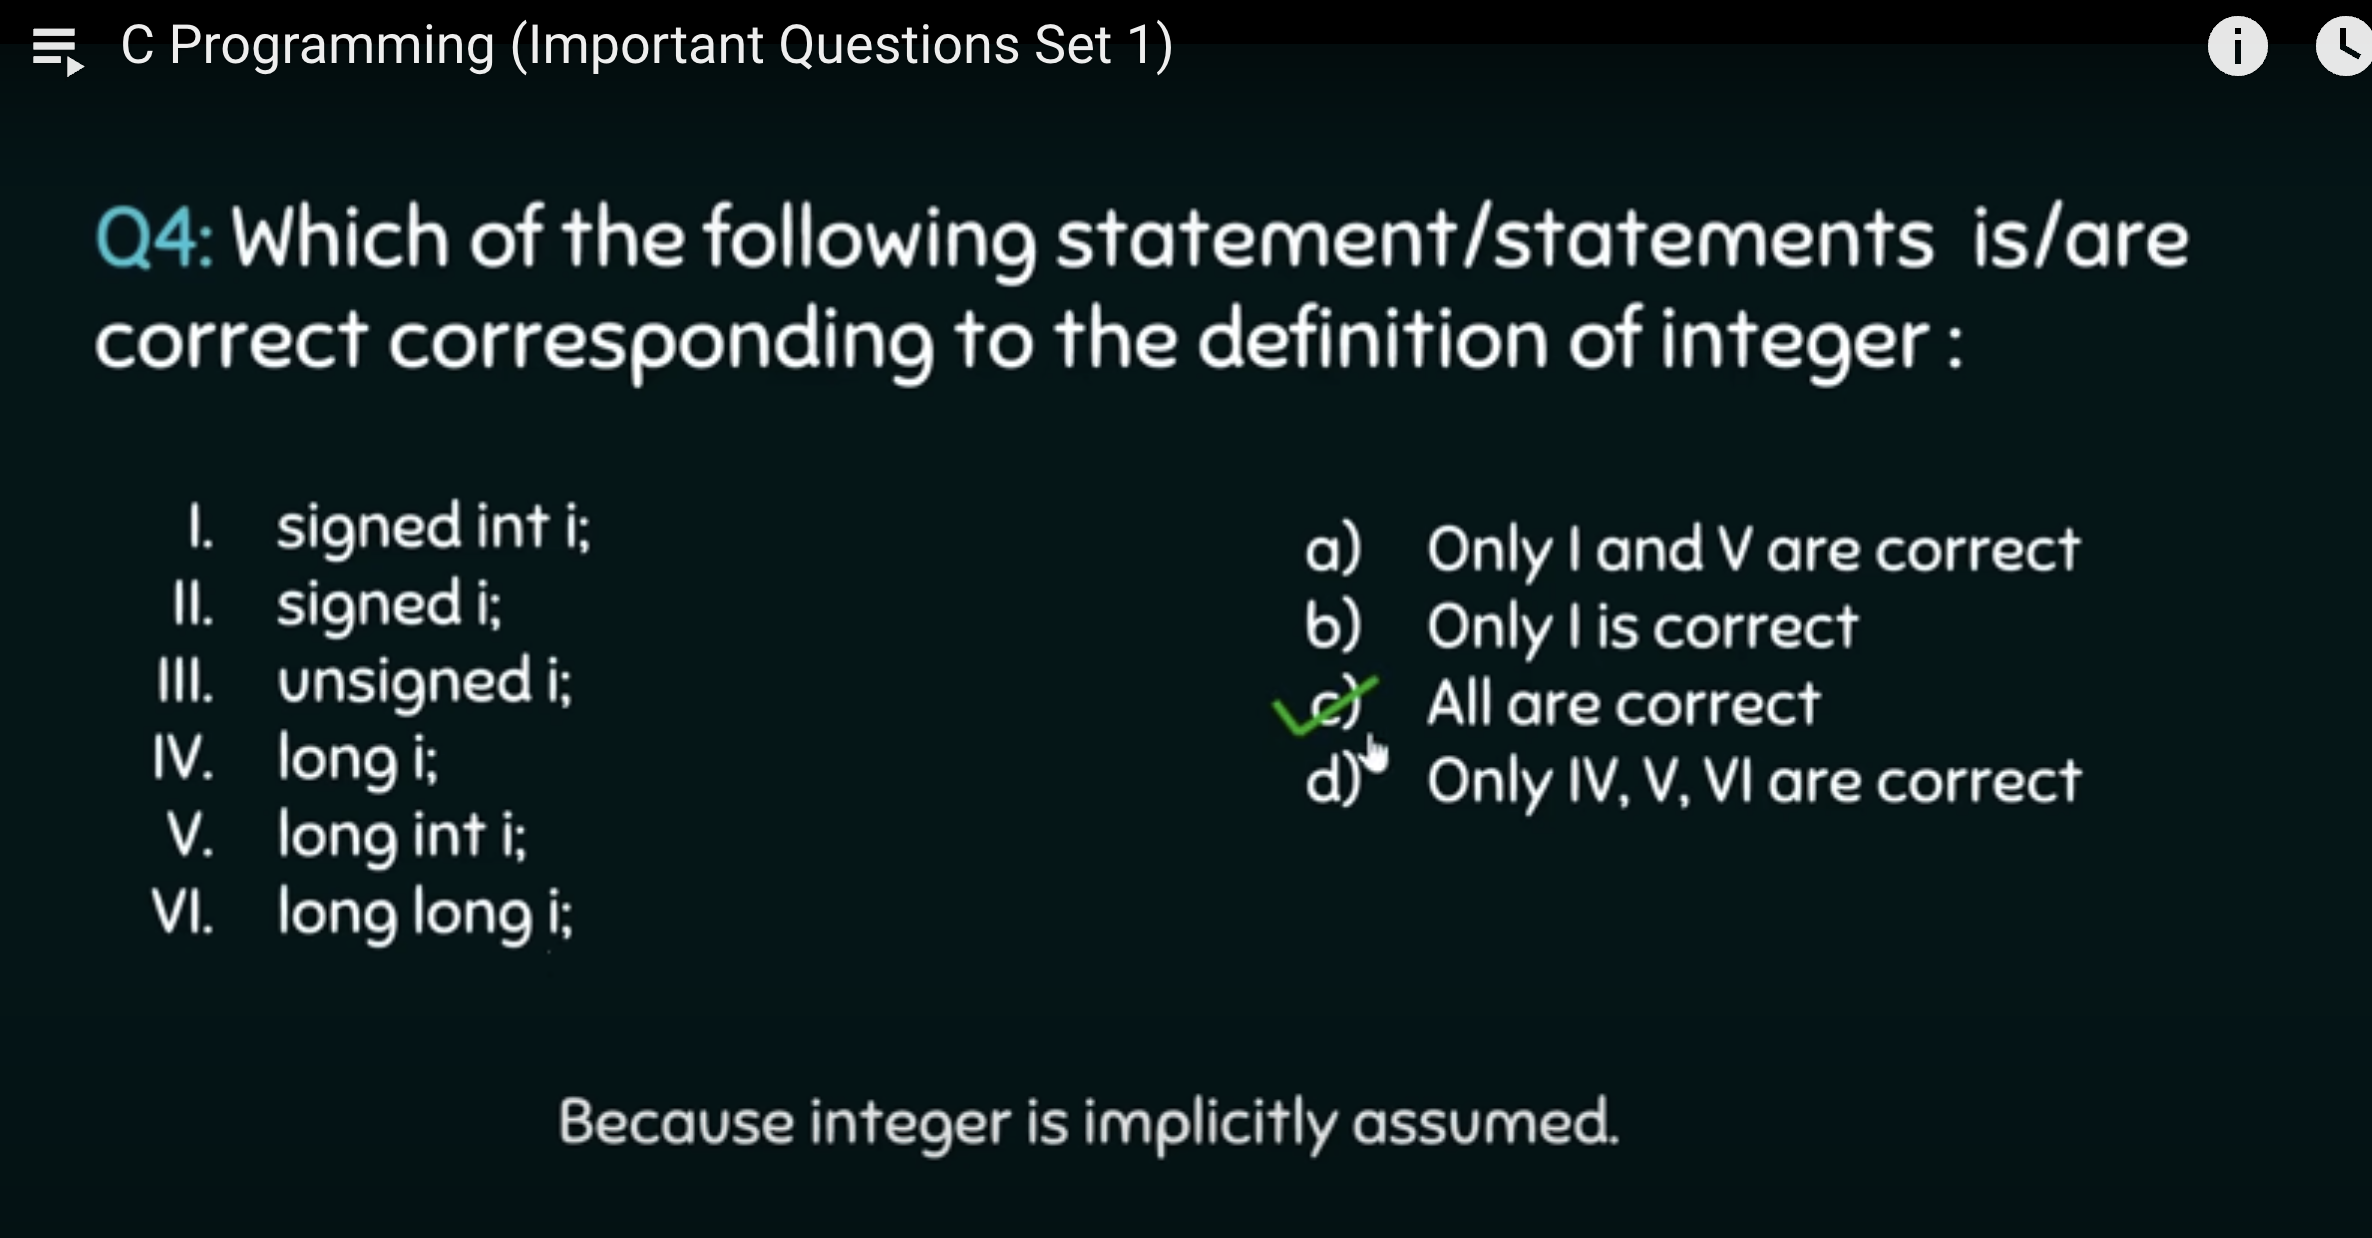 C Programming (Important Questions Set 1)
Q4: Which of the following statement/statements is/are
correct corresponding to the definition of integer :
I. signed int i;
II. signed i;
III. unsigned i;
IV. long i;
V. long int i;
VI. long long i;
a) Only I and V are correct
b) Only I is correct
c) All are correct
d) Only IV, V, VI are correct
Because integer is implicitly assumed.